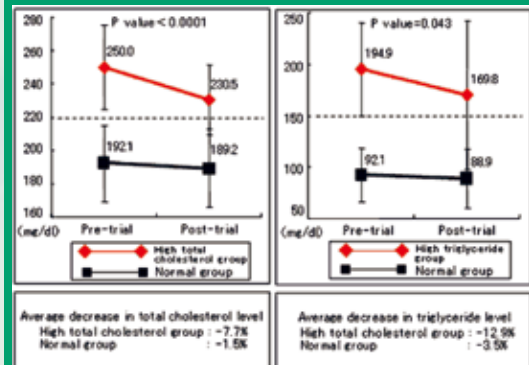 P value<0.0001
280
260
240
220
200
180
160
(mg/dl)
250.0
230.5
192.1
189.2
Pre-trial Post-trial
High total
cholesterol group
Normal group
P value=0.043
200
150
100
50
(mg/dl)
194.9
169.8
92.1
88.9
Pre-trial Post-trial
High triglyceride
group
Normal group
Average decrease in total cholesterol level
High total cholesterol group : -7.7%
Normal group : -1.5%
Average decrease in triglyceride level
High total cholesterol group : -12.9%
Normal group : -3.5%